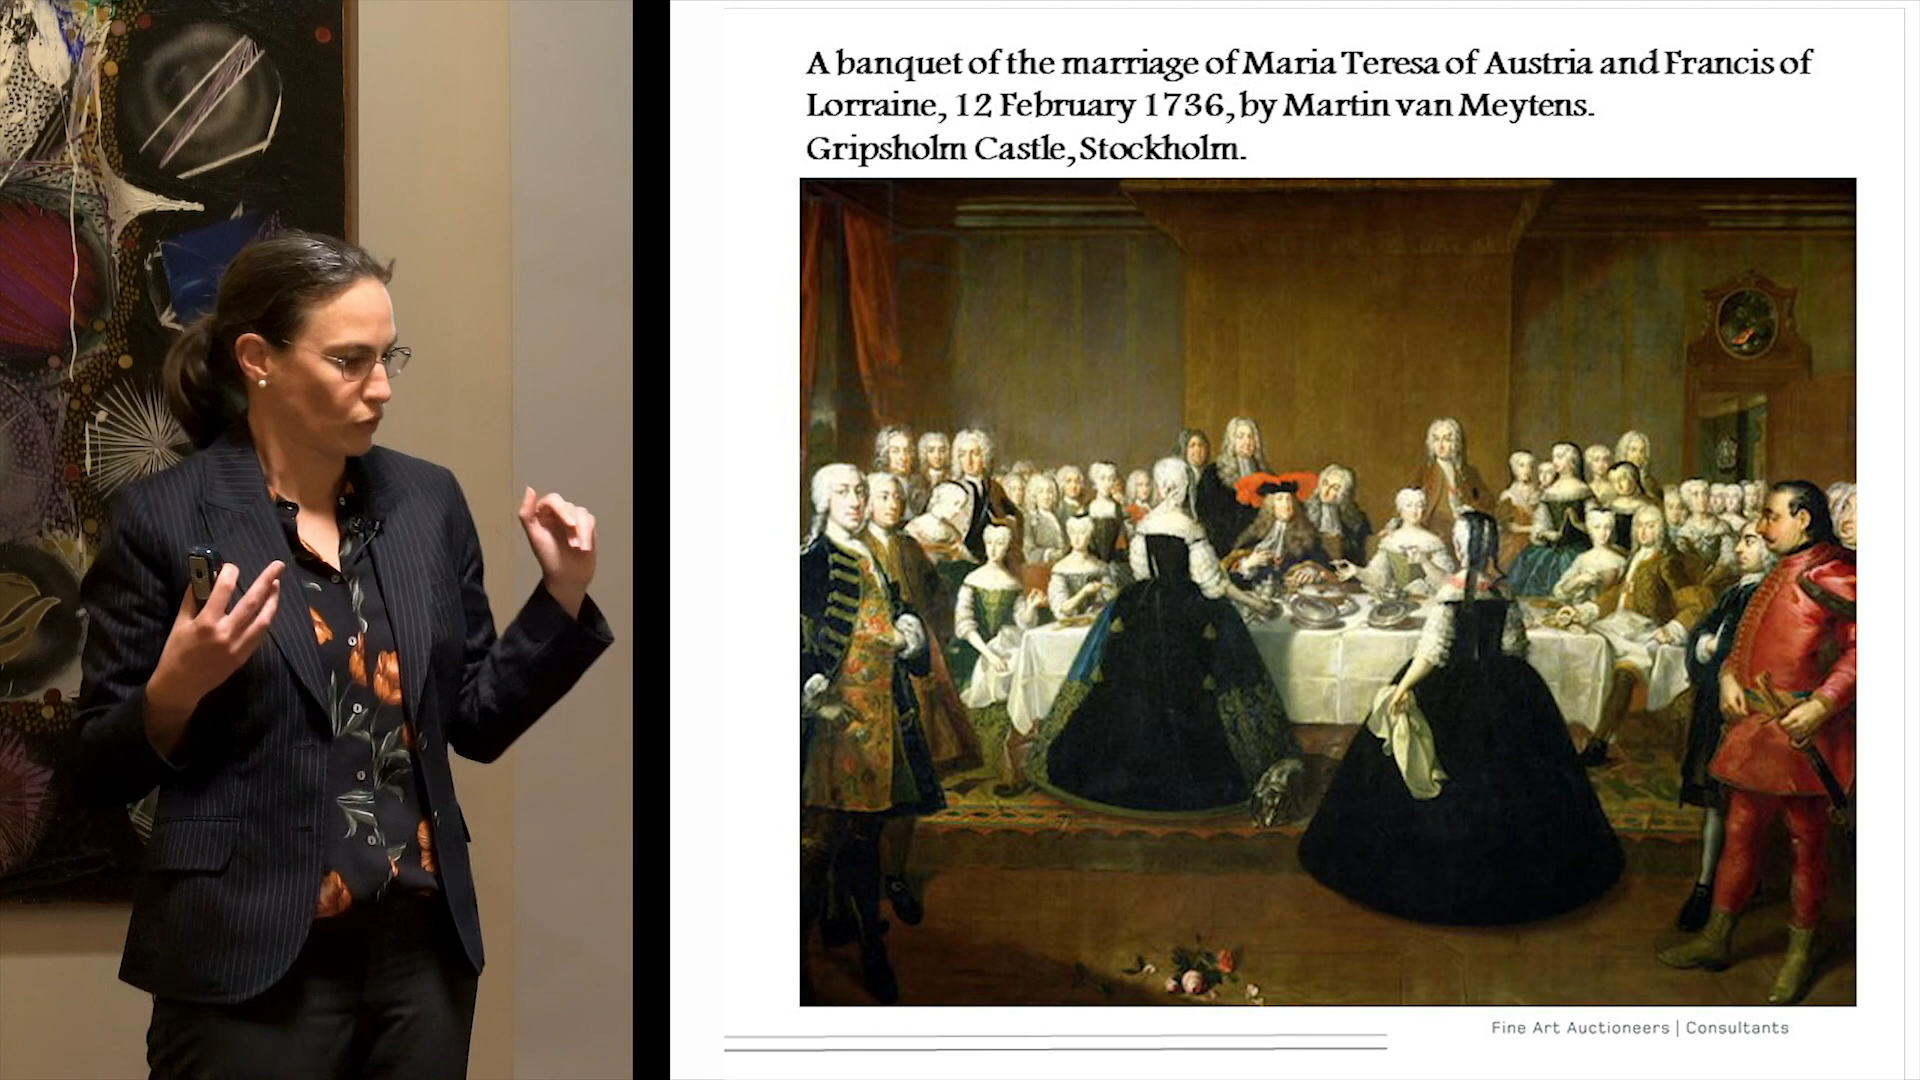 A banquet of the marriage of Maria Teresa of Austria and Francis of
Lorraine, 12 February 1736, by Martin van Meytens.
Gripsholm Castle, Stockholm.
Fine Art Auctioneers | Consultants